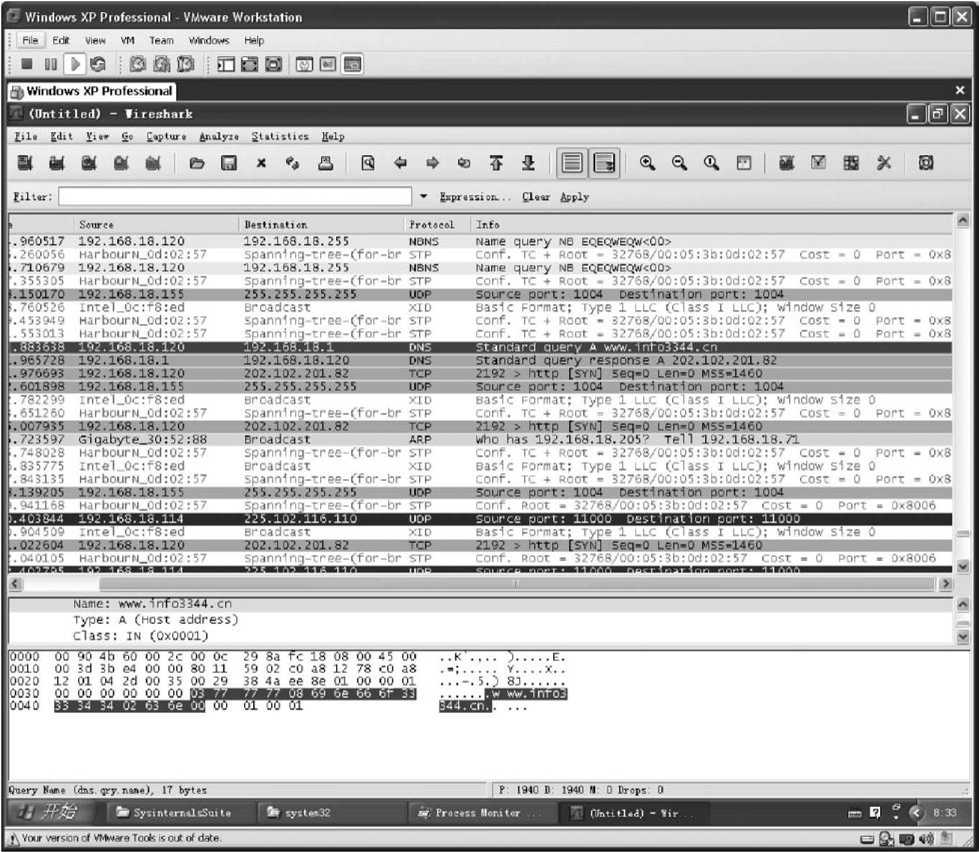 Windows XP Professional - VMware Workstation
File Edit View VM Team Windows Help
Windows XP Professional
(Untitled) - Wireshark
File Edit View Go Capture Analyze Statistics Help
Filter: Expression... Clear Apply
Source Destination Protocol Info
.960517 192.168.18.120 192.168.18.255 NBNS Name query NB EQEQWEQW<00>
.260056 HarbourN_0d:02:57 Spanning-tree-(for-br STP Conf. TC + Root = 32768/00:05:3b:0d:02:57 Cost = 0 Port = 0x8
.710679 192.168.18.120 192.168.18.255 NBNS Name query NB EQEQWEQW<00>
.355305 HarbourN_0d:02:57 Spanning-tree-(for-br STP Conf. TC + Root = 32768/00:05:3b:0d:02:57 Cost = 0 Port = 0x8
.150170 192.168.18.155 255.255.255.255 UDP Source port: 1004 Destination port: 1004
.760526 Intel_0c:f8:ed Broadcast XID Basic Format; Type 1 LLC (Class I LLC); Window Size 0
.453949 HarbourN_0d:02:57 Spanning-tree-(for-br STP Conf. TC + Root = 32768/00:05:3b:0d:02:57 Cost = 0 Port = 0x8
.553013 HarbourN_0d:02:57 Spanning-tree-(for-br STP Conf. TC + Root = 32768/00:05:3b:0d:02:57 Cost = 0 Port = 0x8
.883638 192.168.18.120 192.168.18.1 DNS Standard query A www.info3344.cn
.965728 192.168.18.1 192.168.18.120 DNS Standard query response A 202.102.201.82
.976693 192.168.18.120 202.102.201.82 TCP 2192 > http [SYN] Seq=0 Len=0 MSS=1460
.601898 192.168.18.155 255.255.255.255 UDP Source port: 1004 Destination port: 1004
.782299 Intel_0c:f8:ed Broadcast XID Basic Format; Type 1 LLC (Class I LLC); Window Size 0
.651260 HarbourN_0d:02:57 Spanning-tree-(for-br STP Conf. TC + Root = 32768/00:05:3b:0d:02:57 Cost = 0 Port = 0x8
.007935 192.168.18.120 202.102.201.82 TCP 2192 > http [SYN] Seq=0 Len=0 MSS=1460
.723597 Gigabyte_30:52:88 Broadcast ARP Who has 192.168.18.205? Tell 192.168.18.71
.748028 HarbourN_0d:02:57 Spanning-tree-(for-br STP Conf. TC + Root = 32768/00:05:3b:0d:02:57 Cost = 0 Port = 0x8
.835775 Intel_0c:f8:ed Broadcast XID Basic Format; Type 1 LLC (Class I LLC); Window Size 0
.843135 HarbourN_0d:02:57 Spanning-tree-(for-br STP Conf. TC + Root = 32768/00:05:3b:0d:02:57 Cost = 0 Port = 0x8
.139205 192.168.18.155 255.255.255.255 UDP Source port: 1004 Destination port: 1004
.941168 HarbourN_0d:02:57 Spanning-tree-(for-br STP Conf. Root = 32768/00:05:3b:0d:02:57 Cost = 0 Port = 0x8006
.403844 192.168.18.114 225.102.116.110 UDP Source port: 11000 Destination port: 11000
.904509 Intel_0c:f8:ed Broadcast XID Basic Format; Type 1 LLC (Class I LLC); Window Size 0
.022604 192.168.18.120 202.102.201.82 TCP 2192 > http [SYN] Seq=0 Len=0 MSS=1460
.040105 HarbourN_0d:02:57 Spanning-tree-(for-br STP Conf. Root = 32768/00:05:3b:0d:02:57 Cost = 0 Port = 0x8006
.402795 192.168.18.114 225.102.116.110 UDP Source port: 11000 Destination port: 11000
Name: www.info3344.cn
Type: A (Host address)
Class: IN (0x0001)
0000 00 90 4b 60 00 2c 00 0c 29 8a fc 18 08 00 45 00 ..K`.,.. ).....E.
0010 00 3d 3b e4 00 00 80 11 59 02 c0 a8 12 78 c0 a8 .=;..... Y....x..
0020 12 01 04 2d 00 35 00 29 38 4a ee 8e 01 00 00 01 ...-.5.) 8J......
0030 00 00 00 00 00 00 03 77 77 77 08 69 6e 66 6f 33 .......w ww.info3
0040 33 34 34 02 63 6e 00 00 01 00 01 344.cn.. ...
Query Name (dns.qry.name), 17 bytes P: 1940 D: 1940 M: 0 Drops: 0
开始 SysinternalsSuite system32 Process Monitor ... (Untitled) - Wir... 8:33
Your version of VMware Tools is out of date.